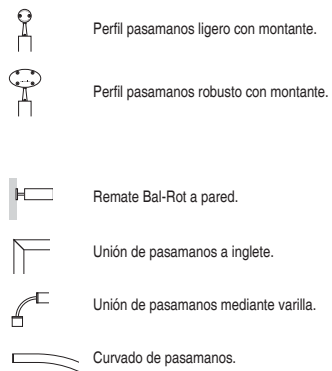 Perfil pasamanos ligero con montante.
Perfil pasamanos robusto con montante.
Remate Bal-Rot a pared.
Unión de pasamanos a inglete.
Unión de pasamanos mediante varilla.
Curvado de pasamanos.